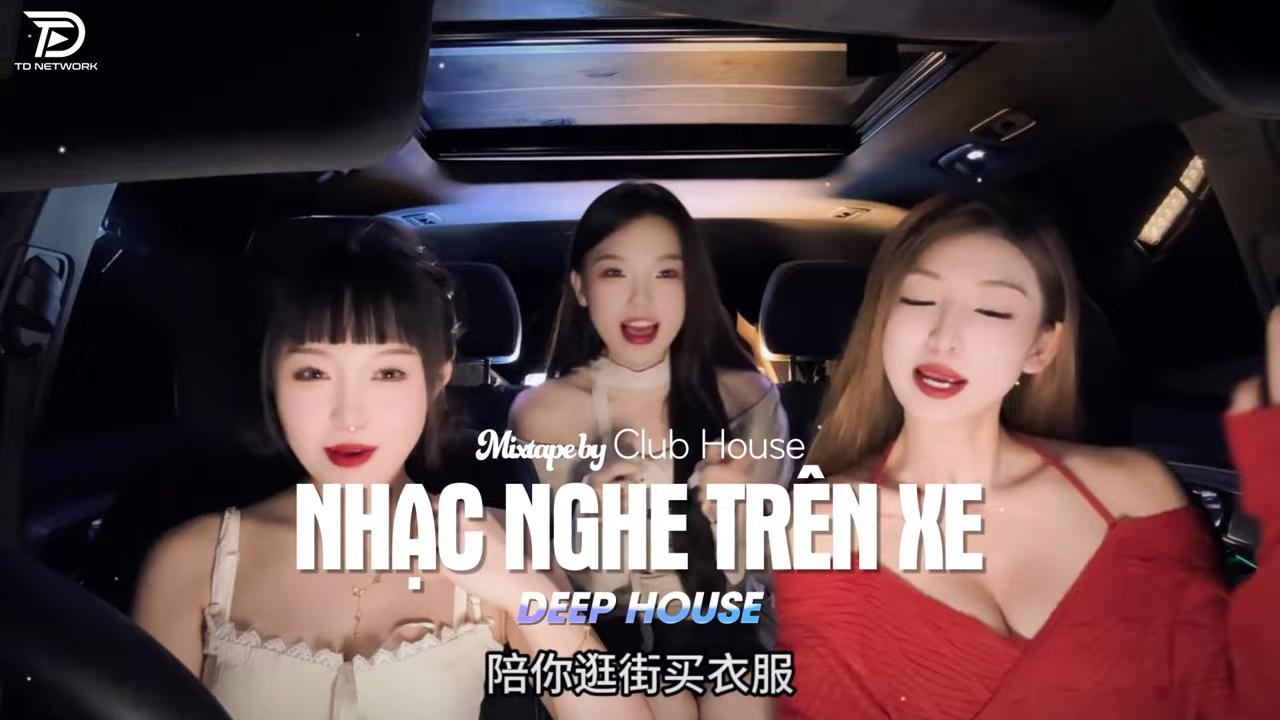 TD NETWORK
Mixtape by Club House
NHẠC NGHE TRÊN XE
DEEP HOUSE
陪你逛街买衣服